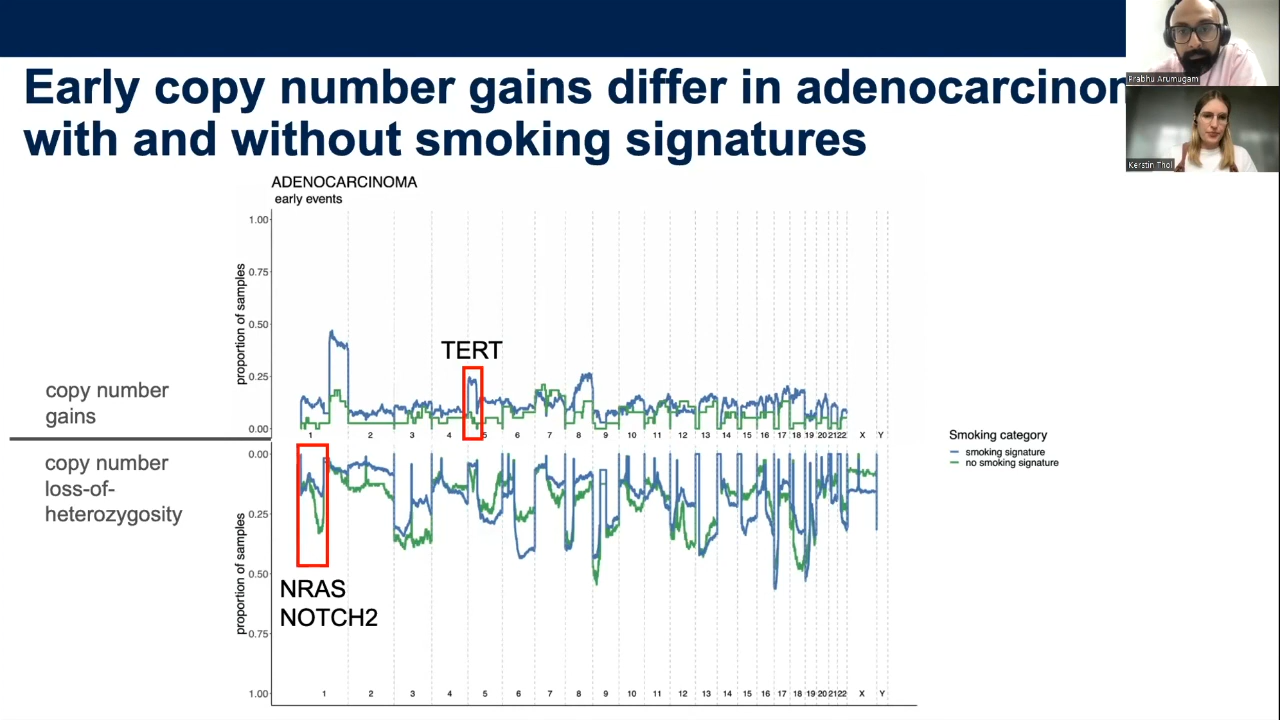 Early copy number gains differ in adenocarcinom
with and without smoking signatures
Prabhu Arumugam
Kerstin Thol
ADENOCARCINOMA
early events
1.00
0.75
0.50
0.25
0.00
proportion of samples
TERT
copy number
gains
1 2 3 4 5 6 7 8 9 10 11 12 13 14 15 16 17 18 19 20 21 22 X Y
copy number
loss-of-
heterozygosity
0.00
0.25
0.50
0.75
1.00
proportion of samples
NRAS
NOTCH2
1 2 3 4 5 6 7 8 9 10 11 12 13 14 15 16 17 18 19 20 21 22 X Y
Smoking category
smoking signature
no smoking signature